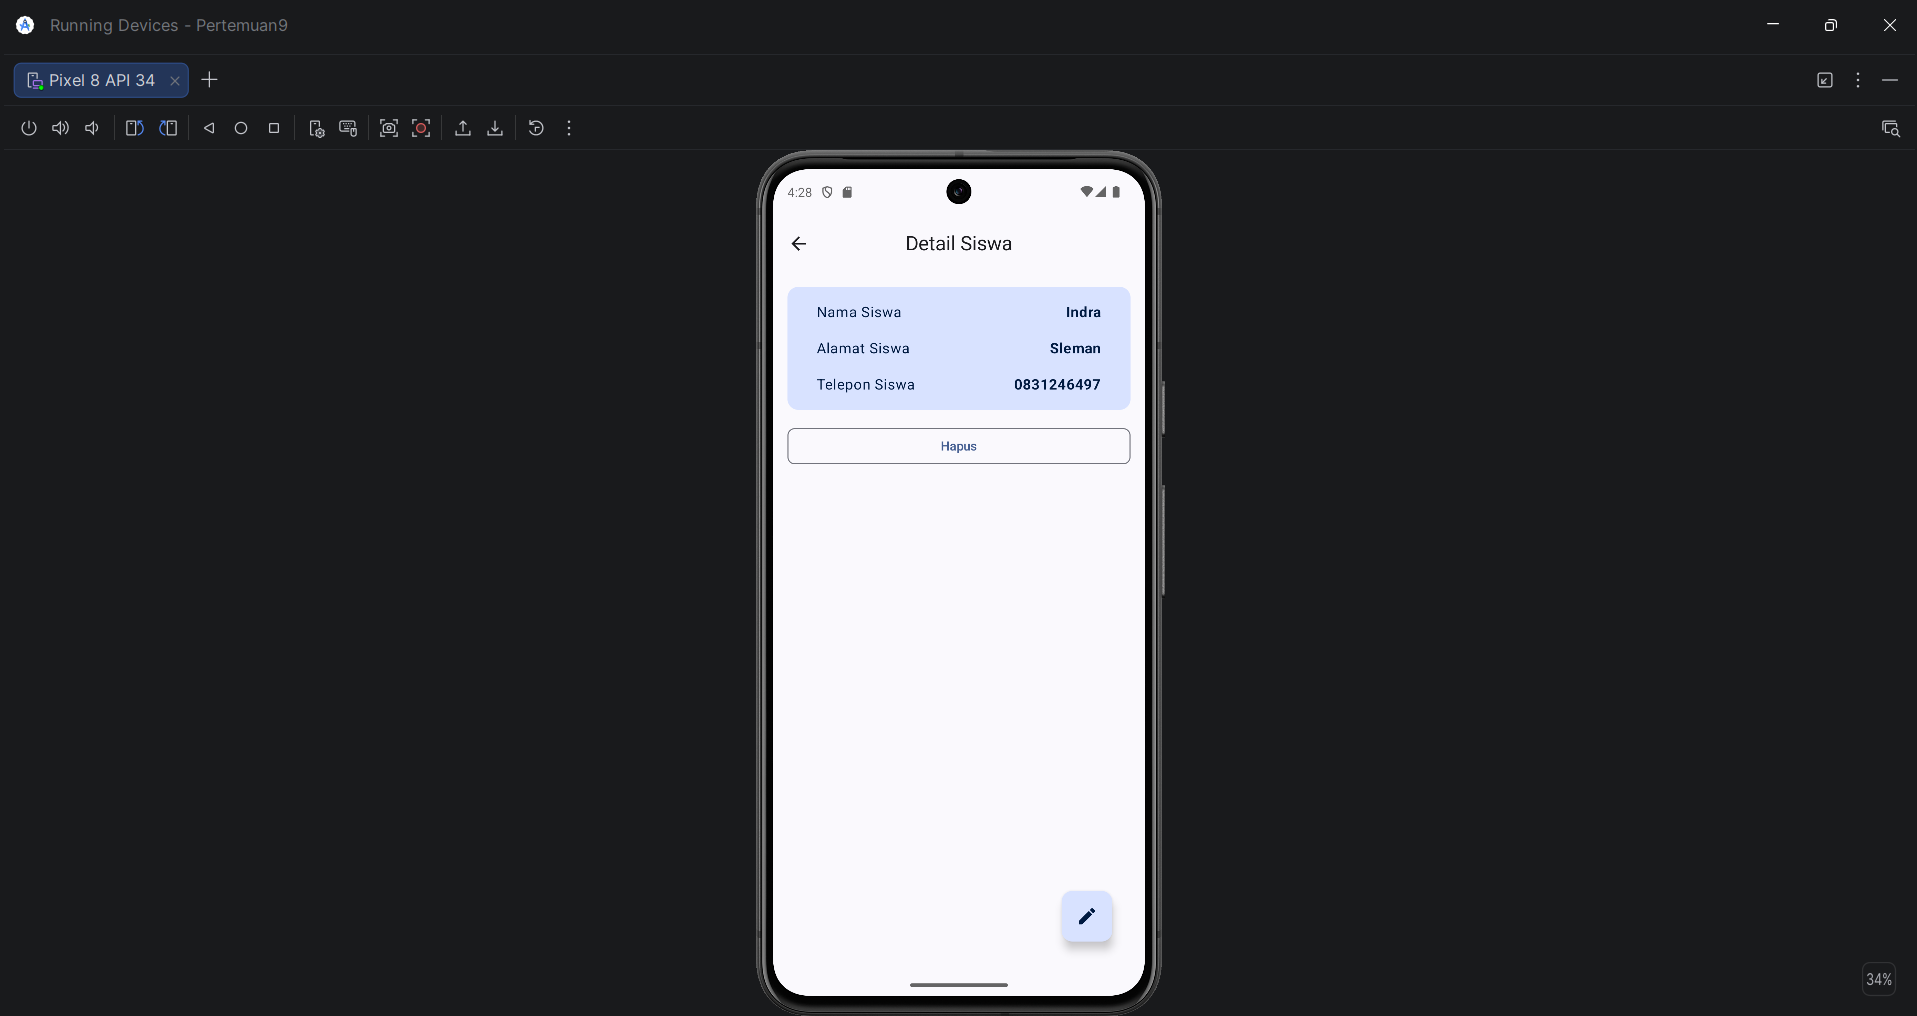 Running Devices - Pertemuan9
Pixel 8 API 34
4:28
Detail Siswa
Nama Siswa Indra
Alamat Siswa Sleman
Telepon Siswa 0831246497
Hapus
34%